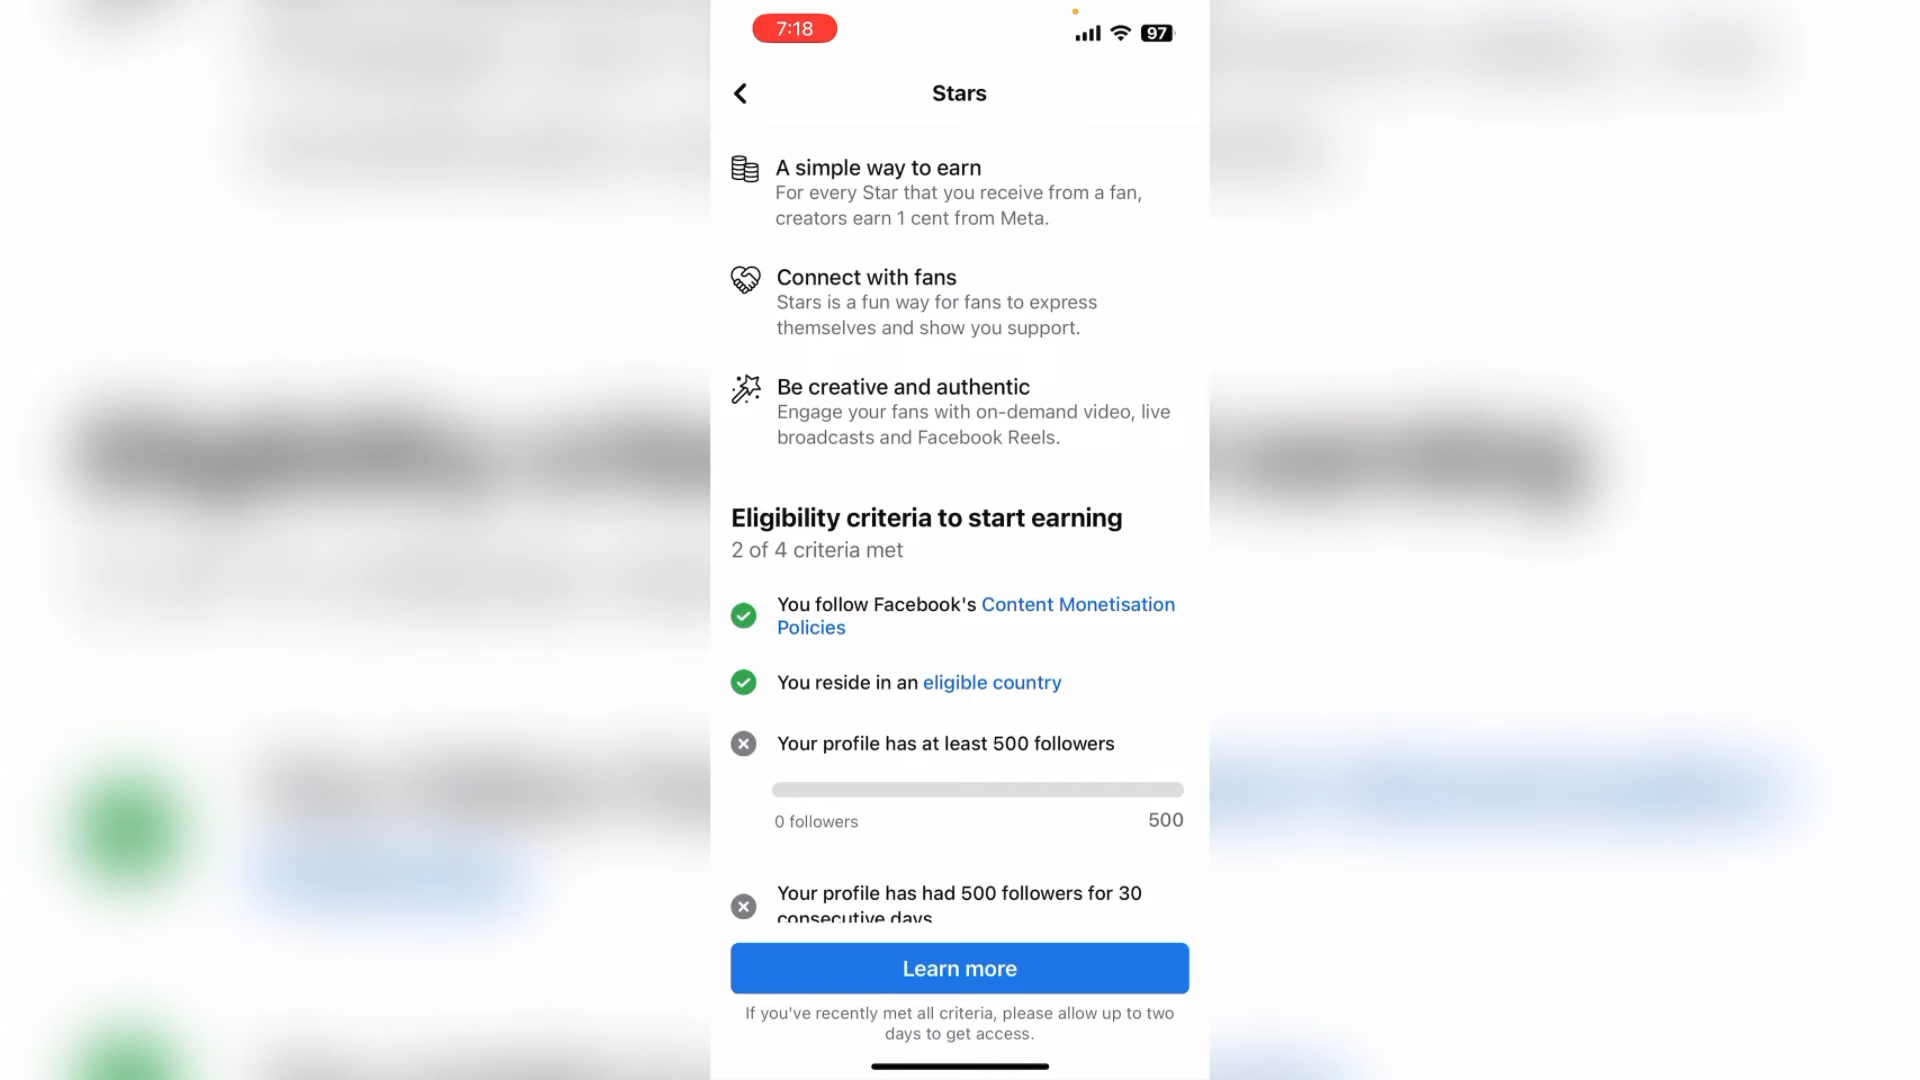 7:18
97
Stars
A simple way to earn
For every Star that you receive from a fan,
creators earn 1 cent from Meta.
Connect with fans
Stars is a fun way for fans to express
themselves and show you support.
Be creative and authentic
Engage your fans with on-demand video, live
broadcasts and Facebook Reels.
Eligibility criteria to start earning
2 of 4 criteria met
You follow Facebook's Content Monetisation
Policies
You reside in an eligible country
Your profile has at least 500 followers
0 followers
500
Your profile has had 500 followers for 30
consecutive days
Learn more
If you've recently met all criteria, please allow up to two
days to get access.